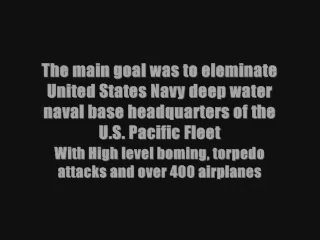 The main goal was to eleminate
United States Navy deep water
naval base headquarters of the
U.S. Pacific Fleet
With High level boming, torpedo
attacks and over 400 airplanes